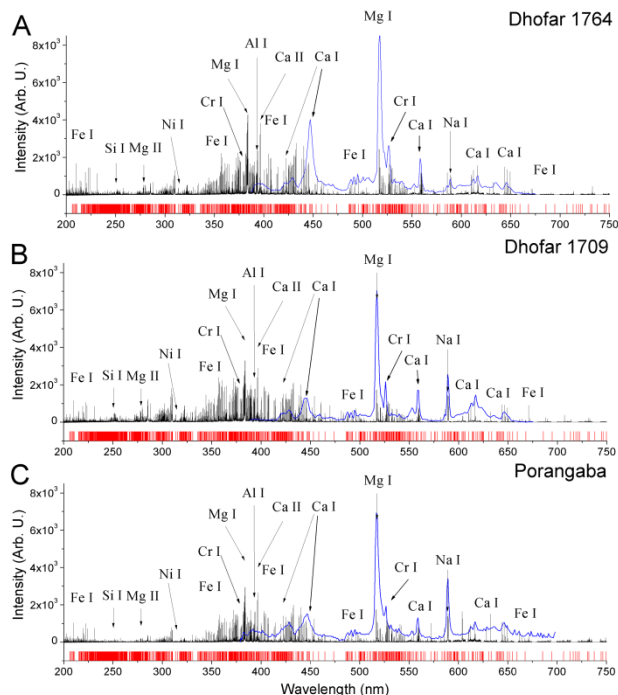 A
Dhofar 1764
Mg I
Al I
Ca II
Ca I
Mg I
Cr I
Cr I
Ni I
Fe I
Fe I
Ca I
Na I
Fe I
Si I
Mg II
Fe I
Ca I
Ca I
Fe I
8x10³
6x10³
4x10³
2x10³
0
Intensity (Arb. U.)
200 250 300 350 400 450 500 550 600 650 700 750
B
Dhofar 1709
Mg I
Al I
Mg I
Ca II
Ca I
Cr I
Fe I
Cr I
Na I
Ni I
Fe I
Ca I
Fe I
Si I
Mg II
Fe I
Ca I
Ca I
Fe I
8x10³
6x10³
4x10³
2x10³
0
Intensity (Arb. U.)
200 250 300 350 400 450 500 550 600 650 700 750
C
Porangaba
Mg I
Al I
Mg I
Ca II
Ca I
Cr I
Fe I
Cr I
Na I
Ni I
Fe I
Fe I
Si I
Mg II
Fe I
Ca I
Ca I
Fe I
8x10³
6x10³
4x10³
2x10³
0
Intensity (Arb. U.)
200 250 300 350 400 450 500 550 600 650 700 750
Wavelength (nm)